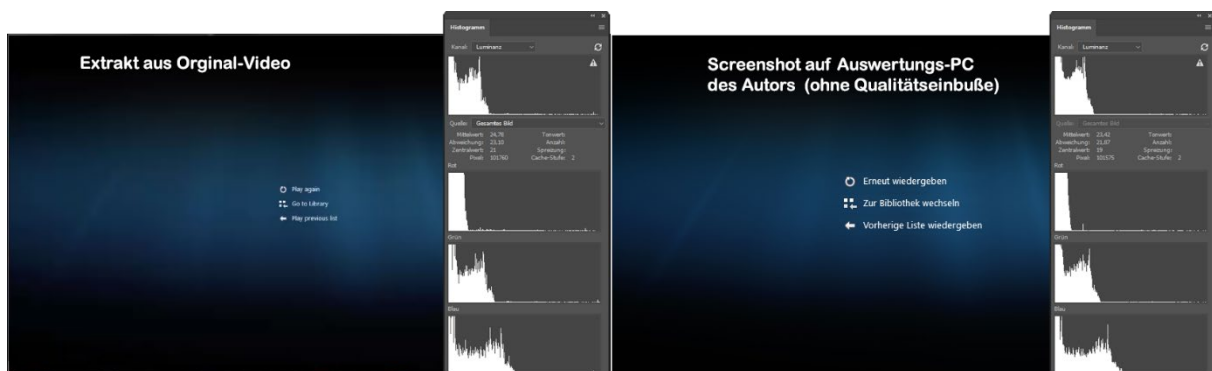 Extrakt aus Orginal-Video
Play again
Go to Library
Play previous list
Histogramm
Kanal: Luminanz
Quelle: Gesamtes Bild
Mittelwert: 24,78 Tonwert:
Abweichung: 23,10 Anzahl:
Zentralwert: 21 Spreizung:
Pixel: 101760 Cache-Stufe: 2
Rot
Grün
Blau
Screenshot auf Auswertungs-PC
des Autors (ohne Qualitätseinbuße)
Erneut wiedergeben
Zur Bibliothek wechseln
Vorherige Liste wiedergeben
Histogramm
Kanal: Luminanz
Quelle: Gesamtes Bild
Mittelwert: 23,42 Tonwert:
Abweichung: 21,87 Anzahl:
Zentralwert: 19 Spreizung:
Pixel: 101575 Cache-Stufe: 2
Rot
Grün
Blau